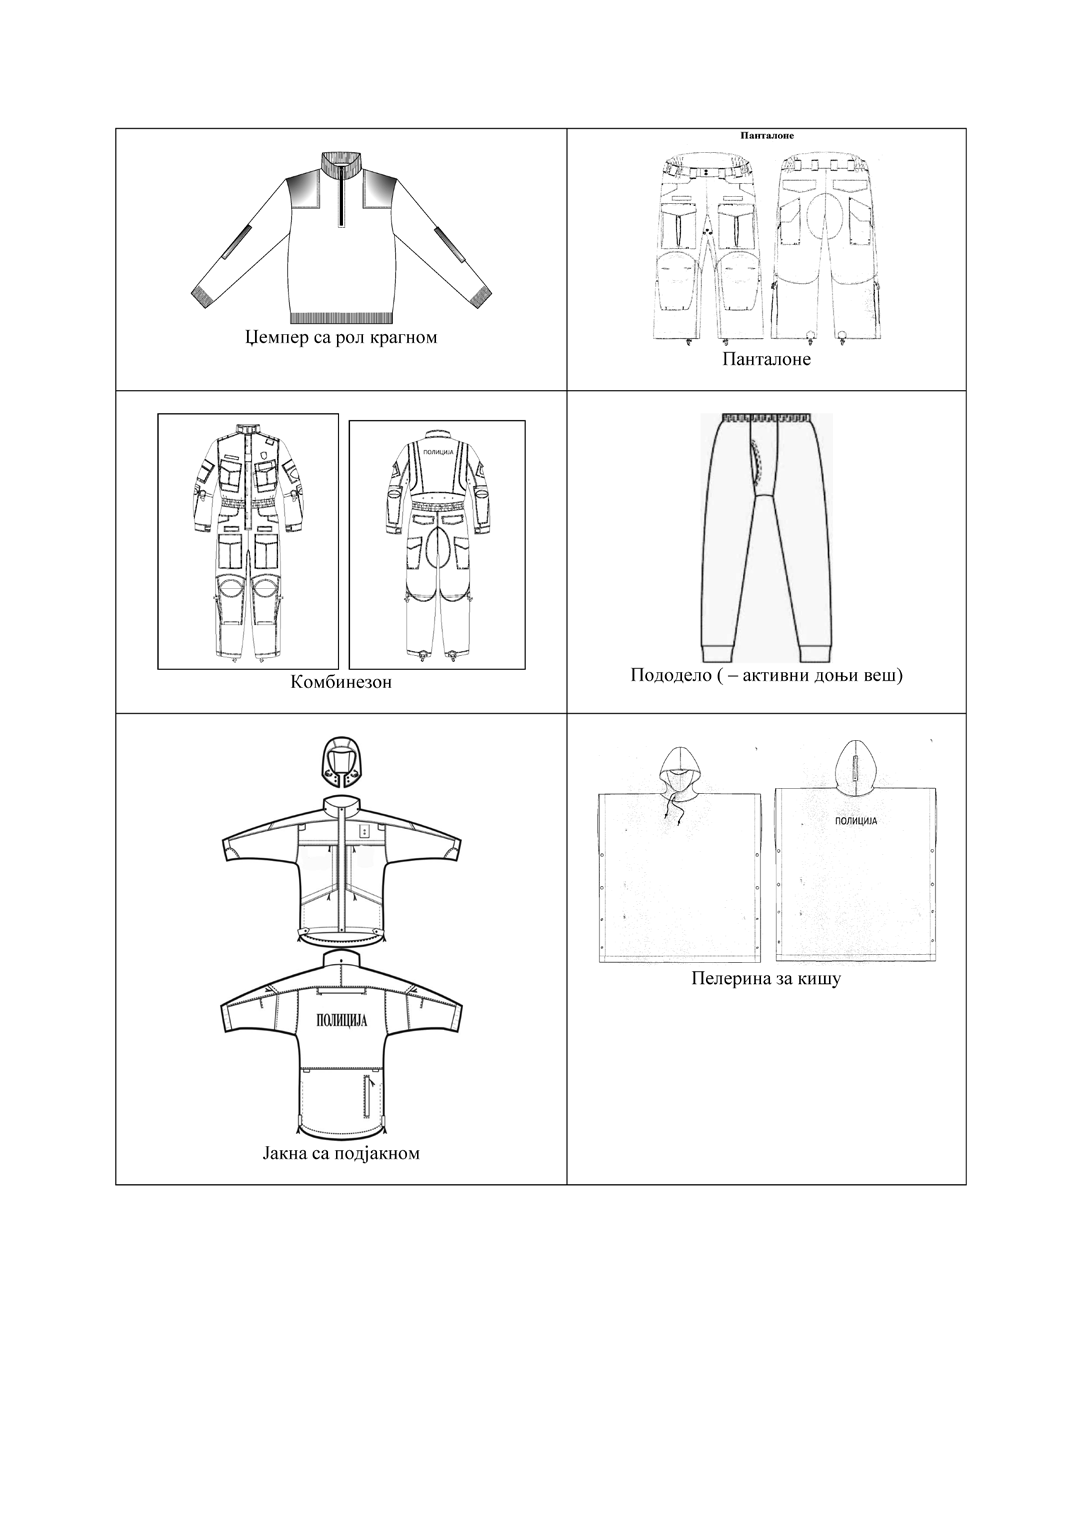 Панталоне
Џемпер са рол крагном
Панталоне
ПОЛИЦИЈА
Комбинезон
Пододело ( – активни доњи веш)
ПОЛИЦИЈА
Јакна са подјакном
ПОЛИЦИЈА
Пелерина за кишу